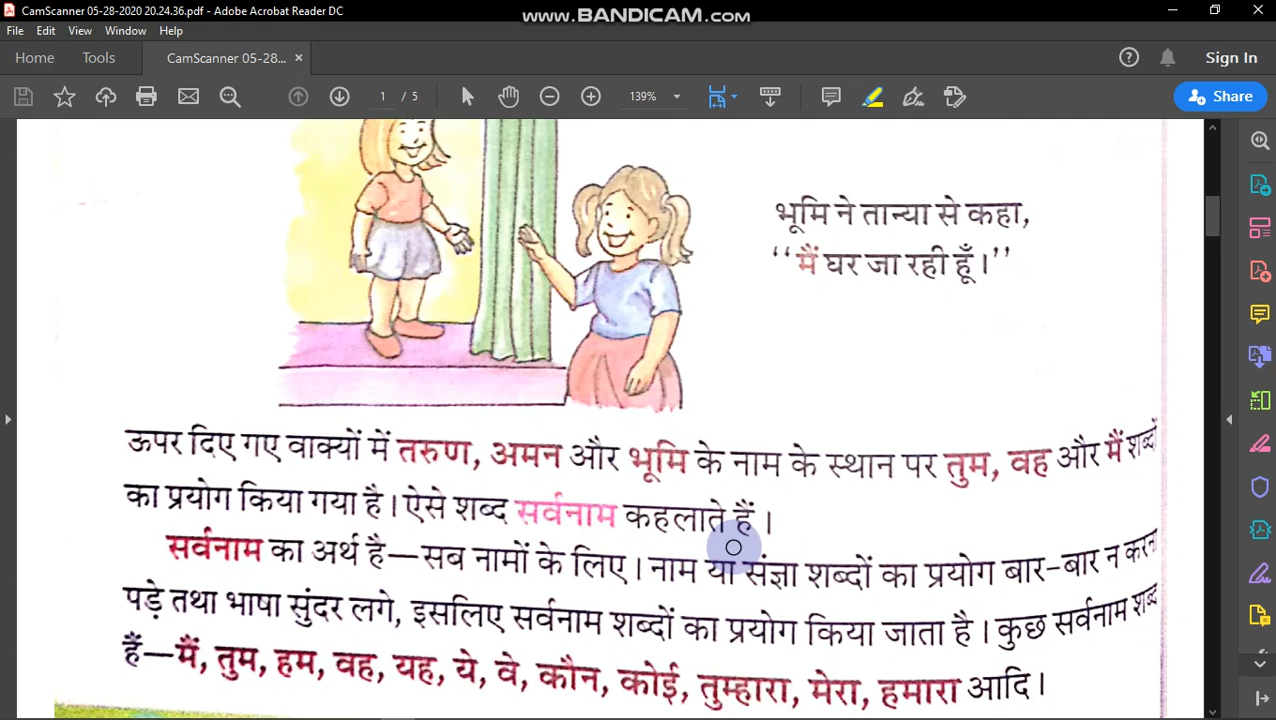 CamScanner 05-28-2020 20.24.36.pdf - Adobe Acrobat Reader DC
www.BANDICAM.com
File Edit View Window Help
Home Tools CamScanner 05-28... × Sign In
1 / 5 139% Share
भूमि ने तान्या से कहा,
‘‘मैं घर जा रही हूँ।’’
ऊपर दिए गए वाक्यों में तरुण, अमन और भूमि के नाम के स्थान पर तुम, वह और मैं शब्दों
का प्रयोग किया गया है। ऐसे शब्द सर्वनाम कहलाते हैं।
सर्वनाम का अर्थ है—सब नामों के लिए। नाम या संज्ञा शब्दों का प्रयोग बार-बार न करना
पड़े तथा भाषा सुंदर लगे, इसलिए सर्वनाम शब्दों का प्रयोग किया जाता है। कुछ सर्वनाम शब्द
हैं—मैं, तुम, हम, वह, यह, ये, वे, कौन, कोई, तुम्हारा, मेरा, हमारा आदि।